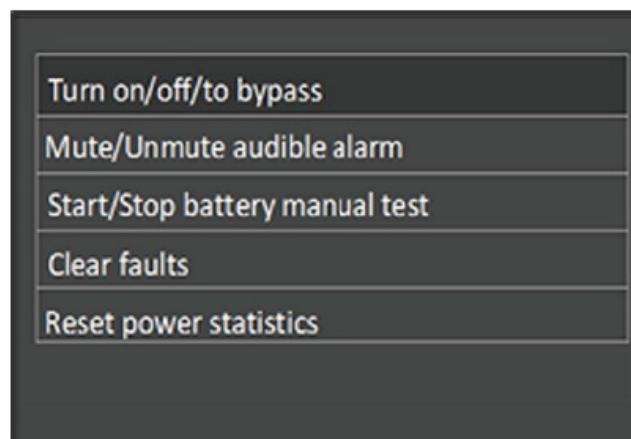 Turn on/off/to bypass
Mute/Unmute audible alarm
Start/Stop battery manual test
Clear faults
Reset power statistics